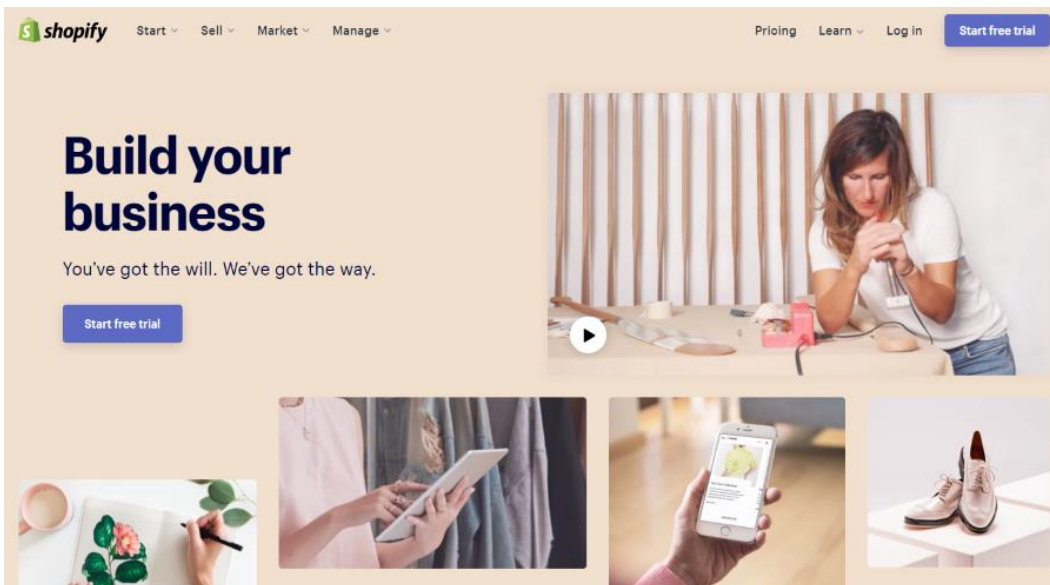 shopify
Start
Sell
Market
Manage
Pricing
Learn
Log in
Start free trial
Build your
business
You've got the will. We've got the way.
Start free trial